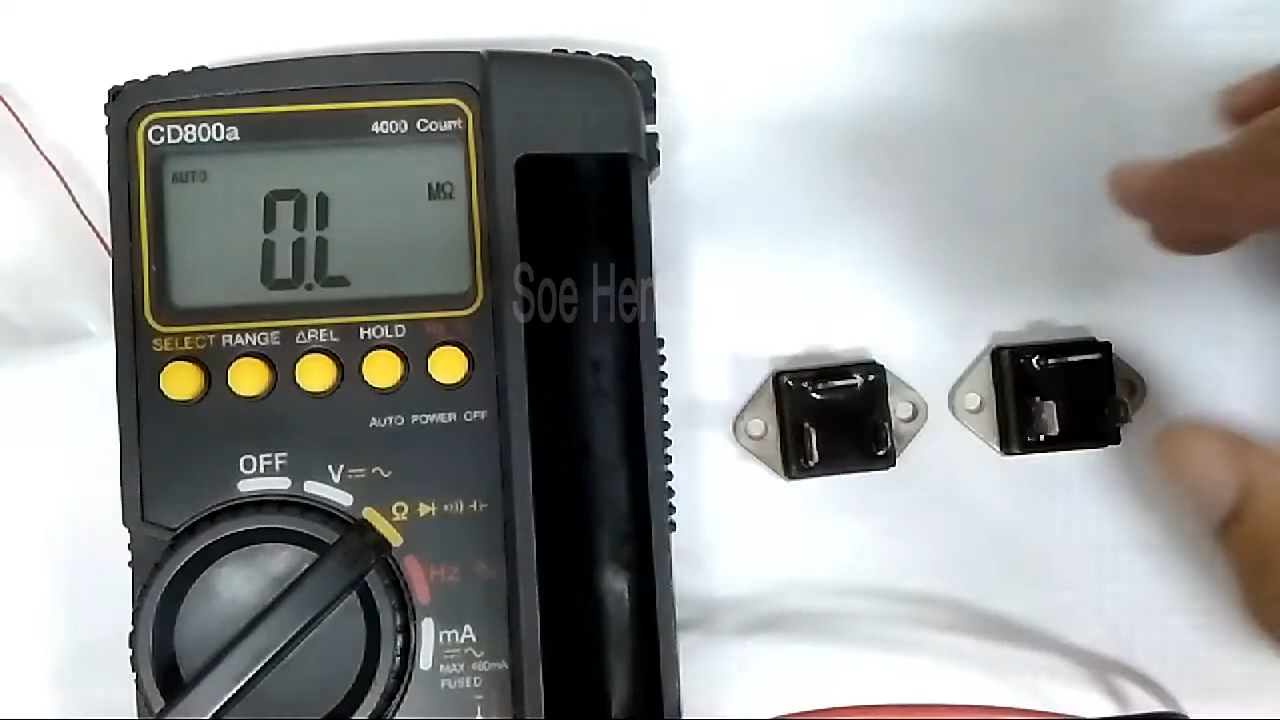 CD800a 4000 Count
AUTO
MΩ
0.L
SELECT RANGE ΔREL HOLD
AUTO POWER OFF
Soe Her
OFF
V
Ω
Hz
mA
MAX 400mA
FUSED